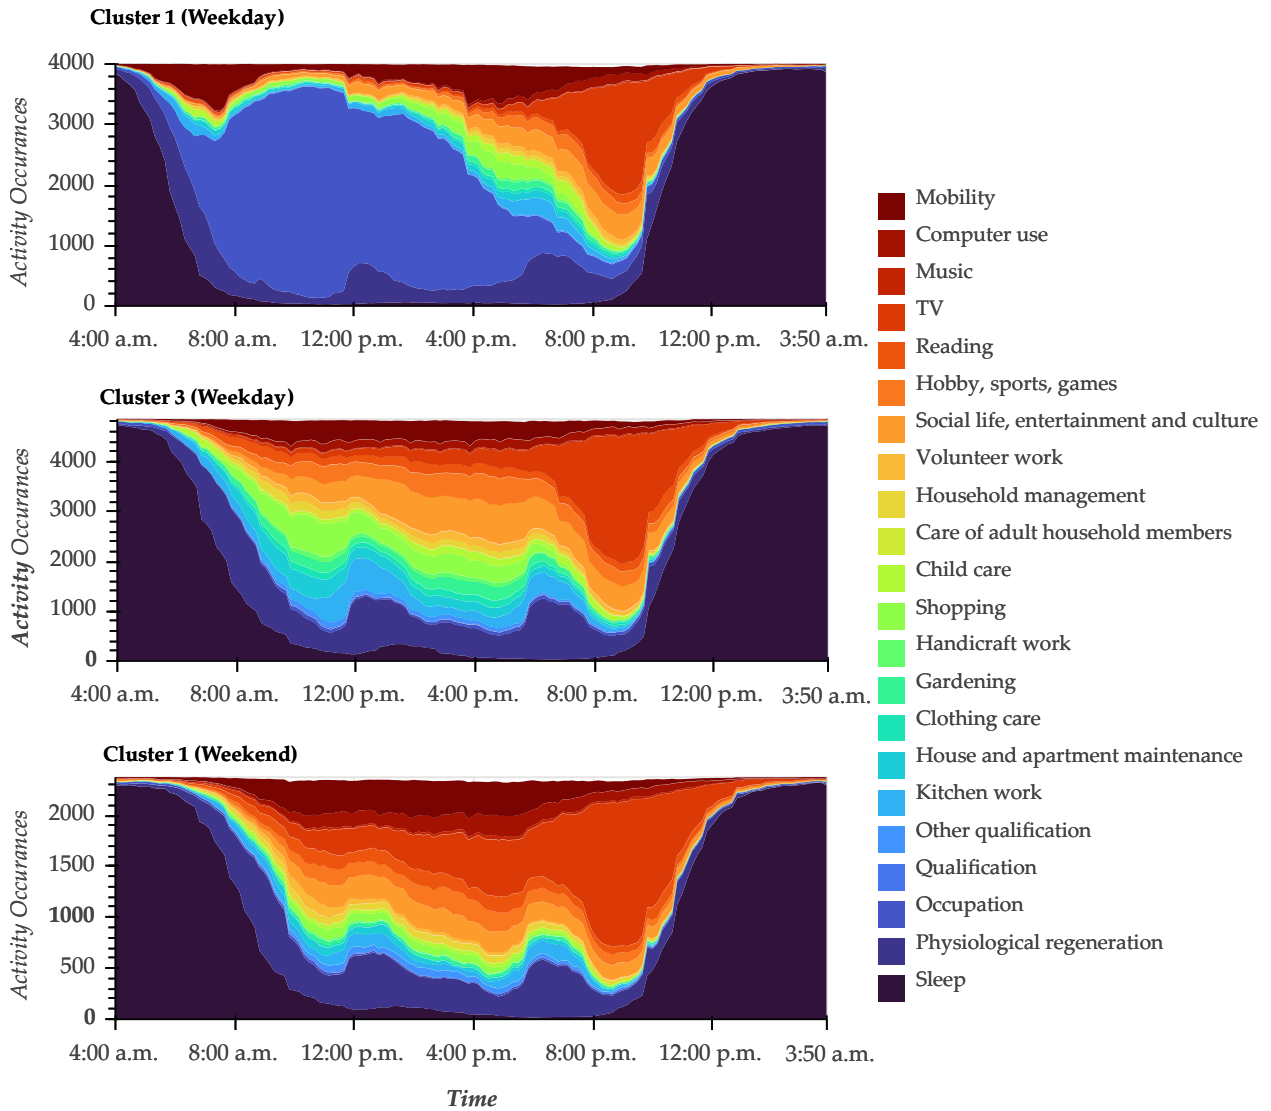 Cluster 1 (Weekday)
Activity Occurances
4000
3000
2000
1000
0
4:00 a.m. 8:00 a.m. 12:00 p.m. 4:00 p.m. 8:00 p.m. 12:00 p.m. 3:50 a.m.
Cluster 3 (Weekday)
Activity Occurances
4000
3000
2000
1000
0
4:00 a.m. 8:00 a.m. 12:00 p.m. 4:00 p.m. 8:00 p.m. 12:00 p.m. 3:50 a.m.
Cluster 1 (Weekend)
Activity Occurances
2000
1500
1000
500
0
4:00 a.m. 8:00 a.m. 12:00 p.m. 4:00 p.m. 8:00 p.m. 12:00 p.m. 3:50 a.m.
Time
Mobility
Computer use
Music
TV
Reading
Hobby, sports, games
Social life, entertainment and culture
Volunteer work
Household management
Care of adult household members
Child care
Shopping
Handicraft work
Gardening
Clothing care
House and apartment maintenance
Kitchen work
Other qualification
Qualification
Occupation
Physiological regeneration
Sleep